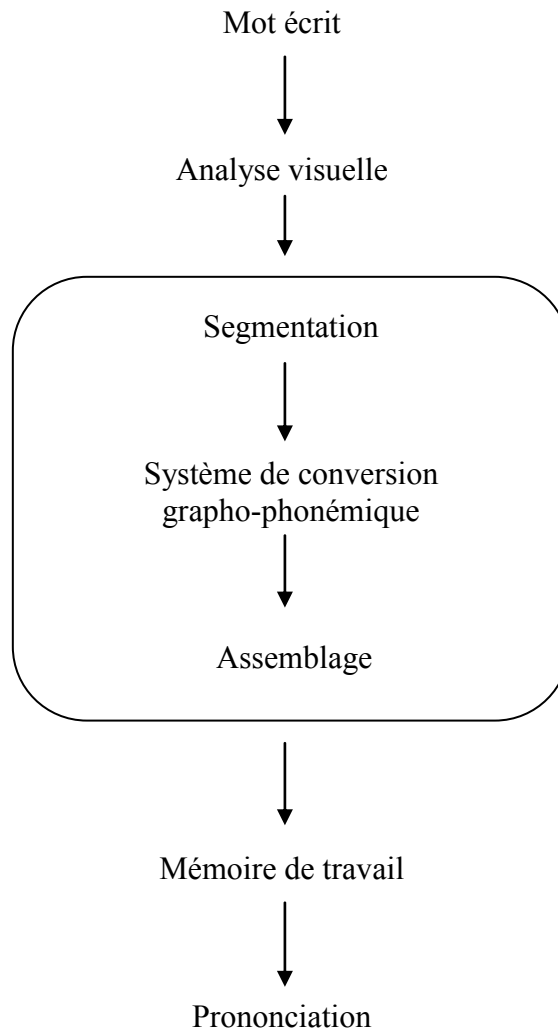 Mot écrit
Analyse visuelle
Segmentation
Système de conversion
grapho-phonémique
Assemblage
Mémoire de travail
Prononciation